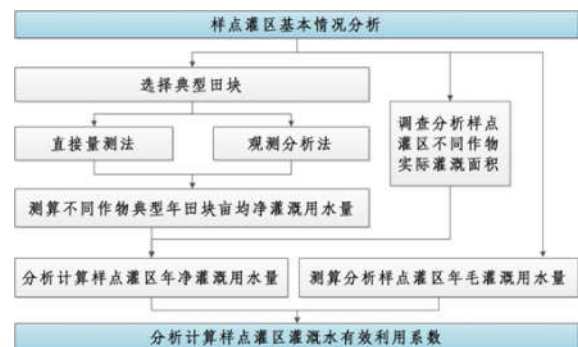 样点灌区基本情况分析
选择典型田块
直接量测法
观测分析法
调查分析样点
灌区不同作物
实际灌溉面积
测算不同作物典型年田块亩均净灌溉用水量
分析计算样点灌区年净灌溉用水量
测算分析样点灌区年毛灌溉用水量
分析计算样点灌区灌溉水有效利用系数